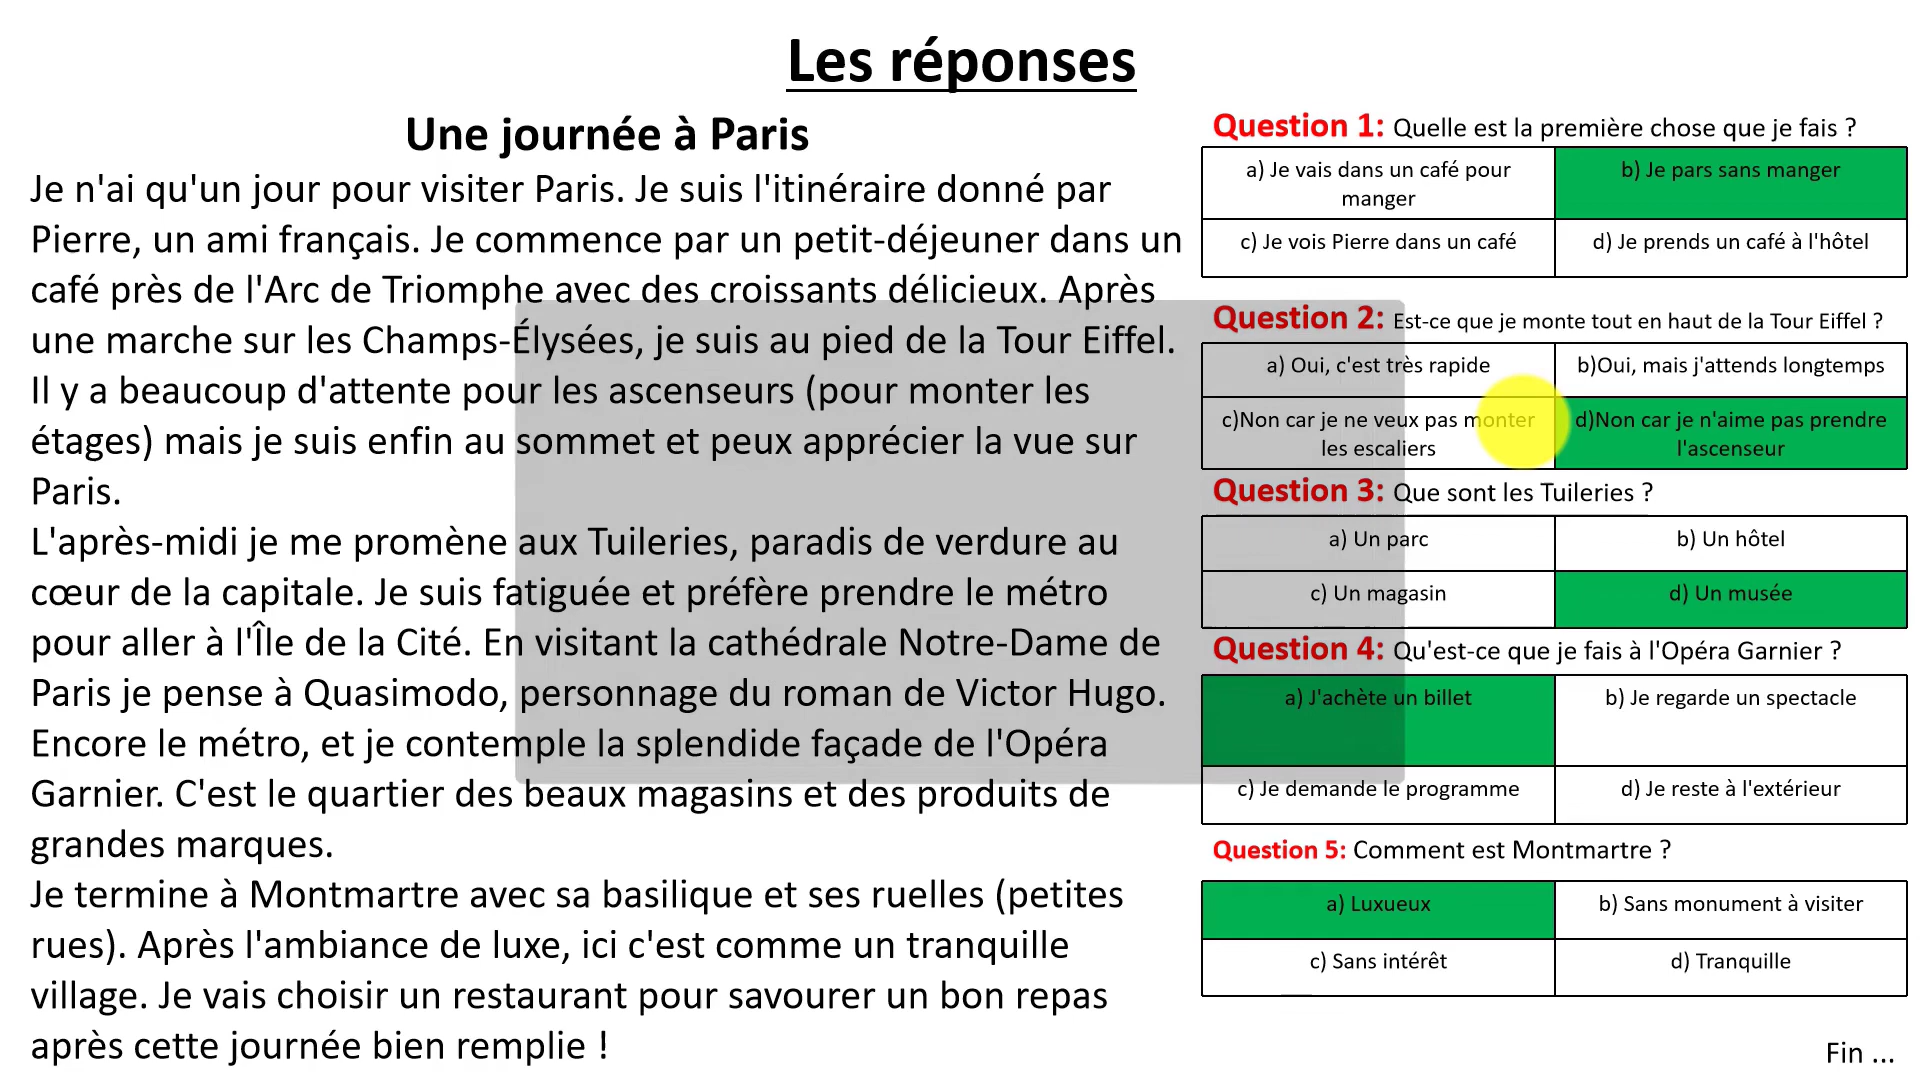 Les réponses
Une journée à Paris
Je n'ai qu'un jour pour visiter Paris. Je suis l'itinéraire donné par
Pierre, un ami français. Je commence par un petit-déjeuner dans un
café près de l'Arc de Triomphe avec des croissants délicieux. Après
une marche sur les Champs-Élysées, je suis au pied de la Tour Eiffel.
Il y a beaucoup d'attente pour les ascenseurs (pour monter les
étages) mais je suis enfin au sommet et peux apprécier la vue sur
Paris.
L'après-midi je me promène aux Tuileries, paradis de verdure au
cœur de la capitale. Je suis fatiguée et préfère prendre le métro
pour aller à l'Île de la Cité. En visitant la cathédrale Notre-Dame de
Paris je pense à Quasimodo, personnage du roman de Victor Hugo.
Encore le métro, et je contemple la splendide façade de l'Opéra
Garnier. C'est le quartier des beaux magasins et des produits de
grandes marques.
Je termine à Montmartre avec sa basilique et ses ruelles (petites
rues). Après l'ambiance de luxe, ici c'est comme un tranquille
village. Je vais choisir un restaurant pour savourer un bon repas
après cette journée bien remplie !
Question 1: Quelle est la première chose que je fais ?
a) Je vais dans un café pour
manger
b) Je pars sans manger
c) Je vois Pierre dans un café
d) Je prends un café à l'hôtel
Question 2: Est-ce que je monte tout en haut de la Tour Eiffel ?
a) Oui, c'est très rapide
b)Oui, mais j'attends longtemps
c)Non car je ne veux pas monter
les escaliers
d)Non car je n'aime pas prendre
l'ascenseur
Question 3: Que sont les Tuileries ?
a) Un parc
b) Un hôtel
c) Un magasin
d) Un musée
Question 4: Qu'est-ce que je fais à l'Opéra Garnier ?
a) J'achète un billet
b) Je regarde un spectacle
c) Je demande le programme
d) Je reste à l'extérieur
Question 5: Comment est Montmartre ?
a) Luxueux
b) Sans monument à visiter
c) Sans intérêt
d) Tranquille
Fin ...